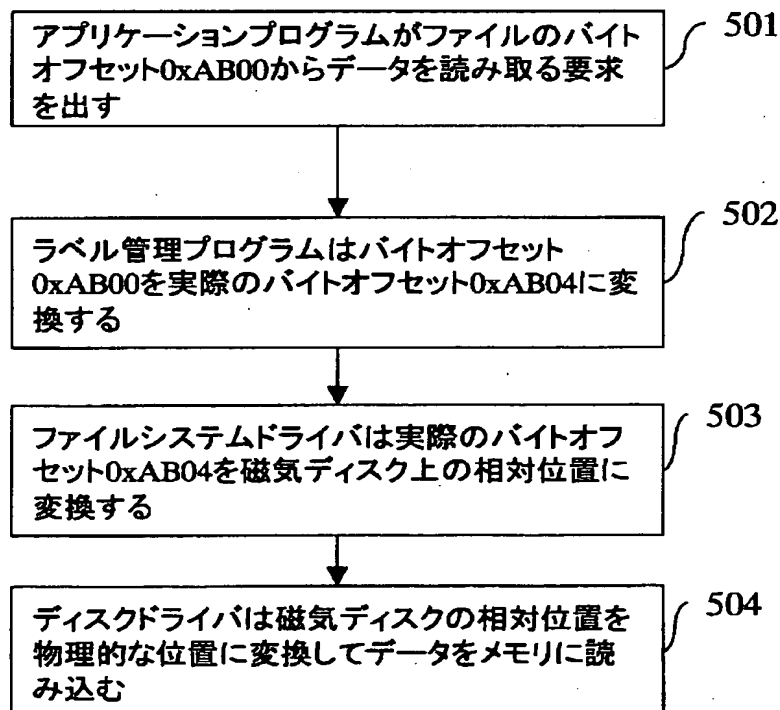 アプリケーションプログラムがファイルのバイト
オフセット0xAB00からデータを読み取る要求
を出す
501
ラベル管理プログラムはバイトオフセット
0xAB00を実際のバイトオフセット0xAB04に変
換する
502
ファイルシステムドライバは実際のバイトオフ
セット0xAB04を磁気ディスク上の相対位置に
変換する
503
ディスクドライバは磁気ディスクの相対位置を
物理的な位置に変換してデータをメモリに読
み込む
504